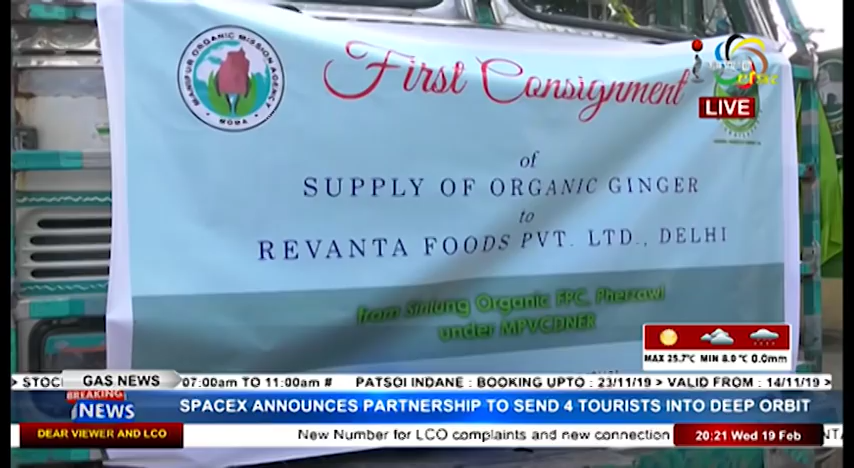 MANIPUR ORGANIC MISSION AGENCY
MOMA
First Consignment
LIVE
of
SUPPLY OF ORGANIC GINGER
to
REVANTA FOODS PVT. LTD., DELHI
from Sinlung Organic FPC, Pherzawl
under MPVCDNER
MAX 25.7°C MIN 8.0°C 0.0mm
> STOC
GAS NEWS
07:00am TO 11:00am # PATSOI INDANE : BOOKING UPTO : 23/11/19 > VALID FROM : 14/11/19 >
BREAKING
NEWS
SPACEX ANNOUNCES PARTNERSHIP TO SEND 4 TOURISTS INTO DEEP ORBIT
DEAR VIEWER AND LCO
New Number for LCO complaints and new connection
20:21 Wed 19 Feb